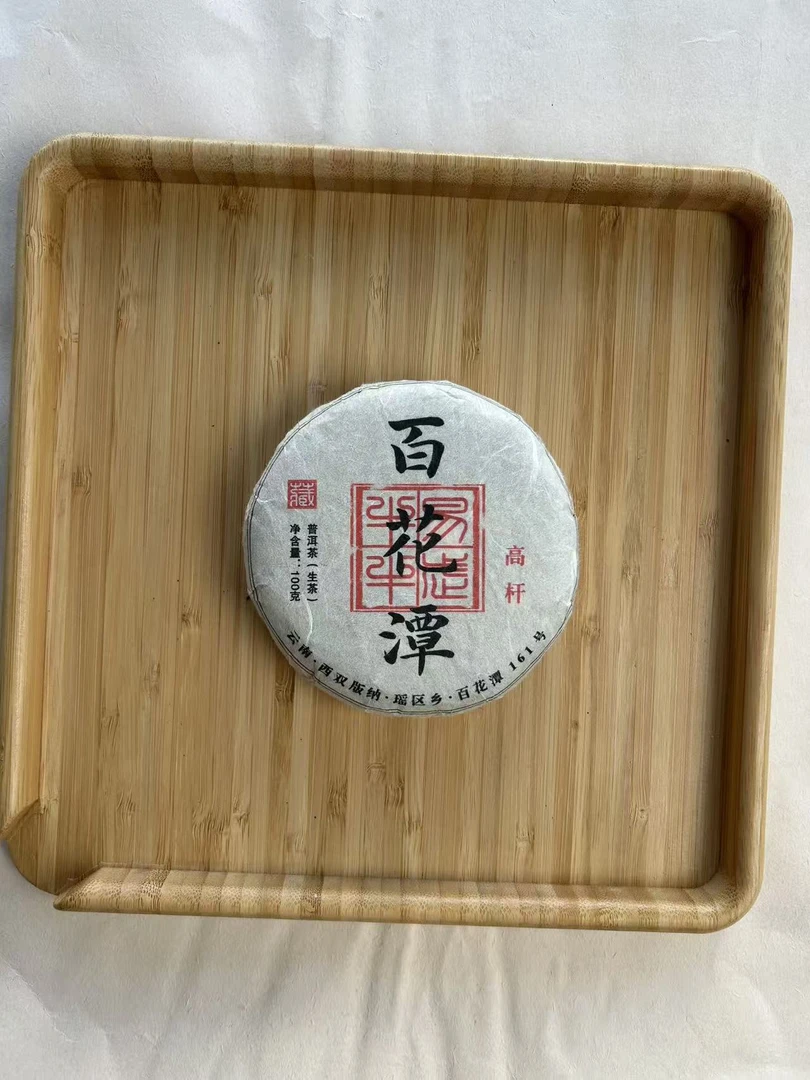 百花潭
易
高杆
藏
普洱茶（生茶）
净含量：100克
云南·西双版纳·瑶区乡·百花潭161号